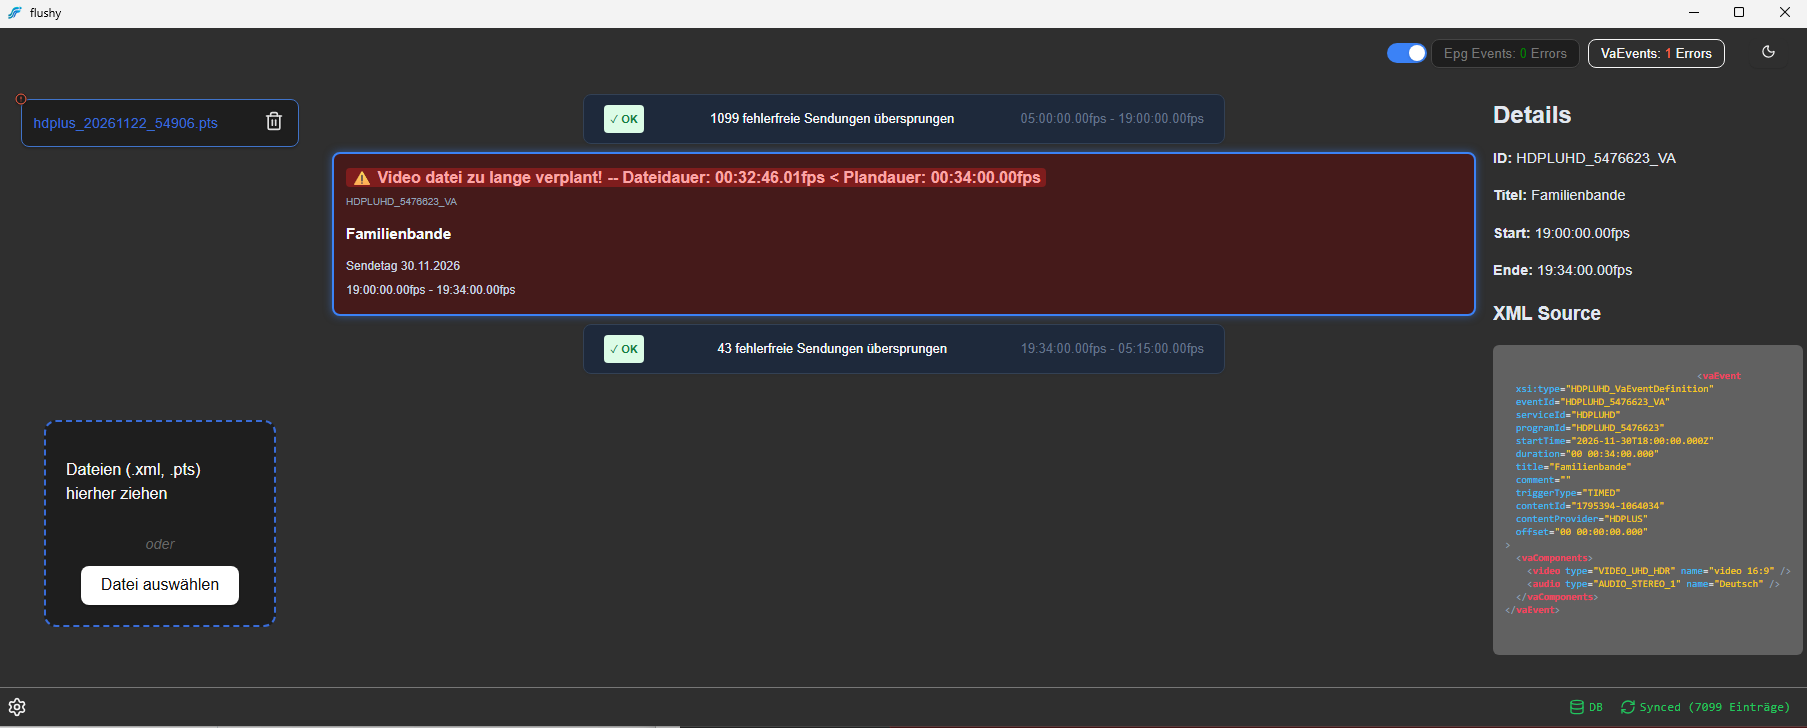 flushy
Epg Events: 0 Errors
VaEvents: 1 Errors
hdplus_20261122_54906.pts
Dateien (.xml, .pts)
hierher ziehen
oder
Datei auswählen
✓ OK
1099 fehlerfreie Sendungen übersprungen
05:00:00.00fps - 19:00:00.00fps
⚠ Video datei zu lange verplant! -- Dateidauer: 00:32:46.01fps < Plandauer: 00:34:00.00fps
HDPLUHD_5476623_VA
Familienbande
Sendetag 30.11.2026
19:00:00.00fps - 19:34:00.00fps
✓ OK
43 fehlerfreie Sendungen übersprungen
19:34:00.00fps - 05:15:00.00fps
Details
ID: HDPLUHD_5476623_VA
Titel: Familienbande
Start: 19:00:00.00fps
Ende: 19:34:00.00fps
XML Source
<vaEvent
xsi:type="HDPLUHD_VaEventDefinition"
eventId="HDPLUHD_5476623_VA"
serviceId="HDPLUHD"
programId="HDPLUHD_5476623"
startTime="2026-11-30T18:00:00.000Z"
duration="00 00:34:00.000"
title="Familienbande"
comment=""
triggerType="TIMED"
contentId="1795394-1064034"
contentProvider="HDPLUS"
offset="00 00:00:00.000"
>
<vaComponents>
<video type="VIDEO_UHD_HDR" name="video 16:9" />
<audio type="AUDIO_STEREO_1" name="Deutsch" />
</vaComponents>
</vaEvent>
DB
Synced (7099 Einträge)